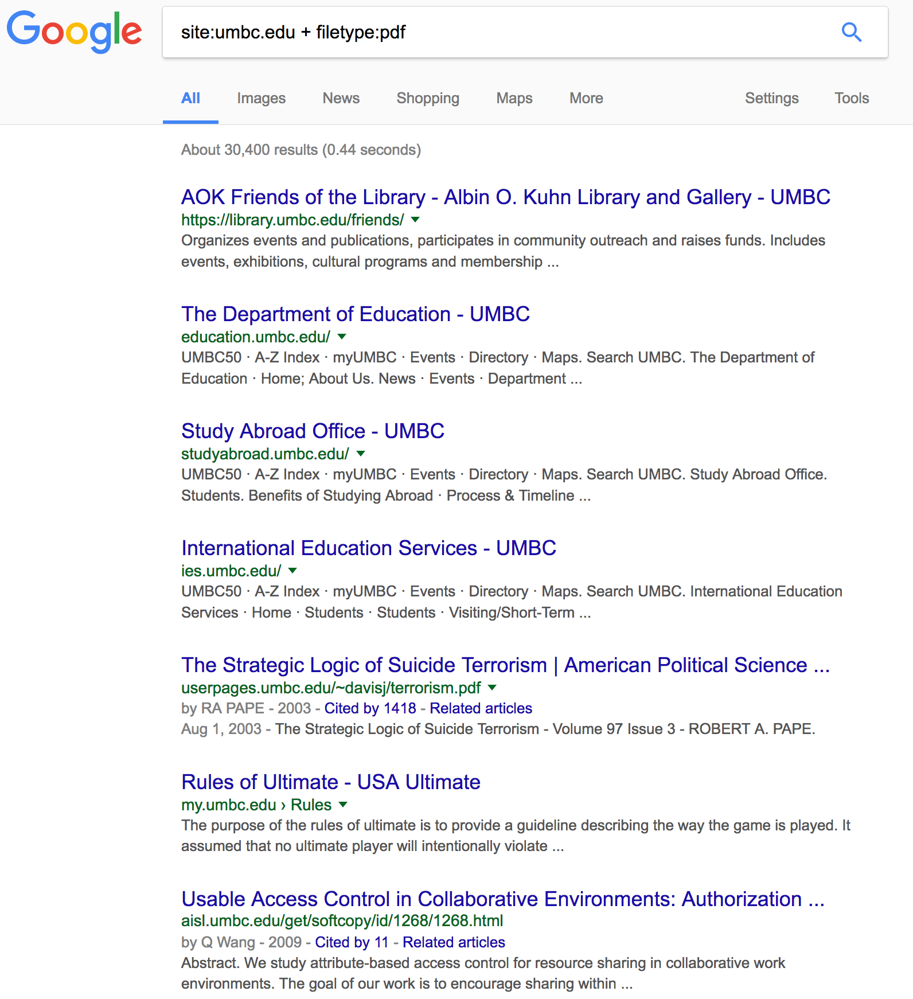 Google
site:umbc.edu + filetype:pdf
All Images News Shopping Maps More Settings Tools
About 30,400 results (0.44 seconds)
AOK Friends of the Library - Albin O. Kuhn Library and Gallery - UMBC
https://library.umbc.edu/friends/
Organizes events and publications, participates in community outreach and raises funds. Includes
events, exhibitions, cultural programs and membership ...
The Department of Education - UMBC
education.umbc.edu/
UMBC50 · A-Z Index · myUMBC · Events · Directory · Maps. Search UMBC. The Department of
Education · Home; About Us. News · Events · Department ...
Study Abroad Office - UMBC
studyabroad.umbc.edu/
UMBC50 · A-Z Index · myUMBC · Events · Directory · Maps. Search UMBC. Study Abroad Office.
Students. Benefits of Studying Abroad · Process & Timeline ...
International Education Services - UMBC
ies.umbc.edu/
UMBC50 · A-Z Index · myUMBC · Events · Directory · Maps. Search UMBC. International Education
Services · Home · Students · Students · Visiting/Short-Term ...
The Strategic Logic of Suicide Terrorism | American Political Science ...
userpages.umbc.edu/~davisj/terrorism.pdf
by RA PAPE - 2003 - Cited by 1418 - Related articles
Aug 1, 2003 - The Strategic Logic of Suicide Terrorism - Volume 97 Issue 3 - ROBERT A. PAPE.
Rules of Ultimate - USA Ultimate
my.umbc.edu › Rules
The purpose of the rules of ultimate is to provide a guideline describing the way the game is played. It
assumed that no ultimate player will intentionally violate ...
Usable Access Control in Collaborative Environments: Authorization ...
aisl.umbc.edu/get/softcopy/id/1268/1268.html
by Q Wang - 2009 - Cited by 11 - Related articles
Abstract. We study attribute-based access control for resource sharing in collaborative work
environments. The goal of our work is to encourage sharing within ...